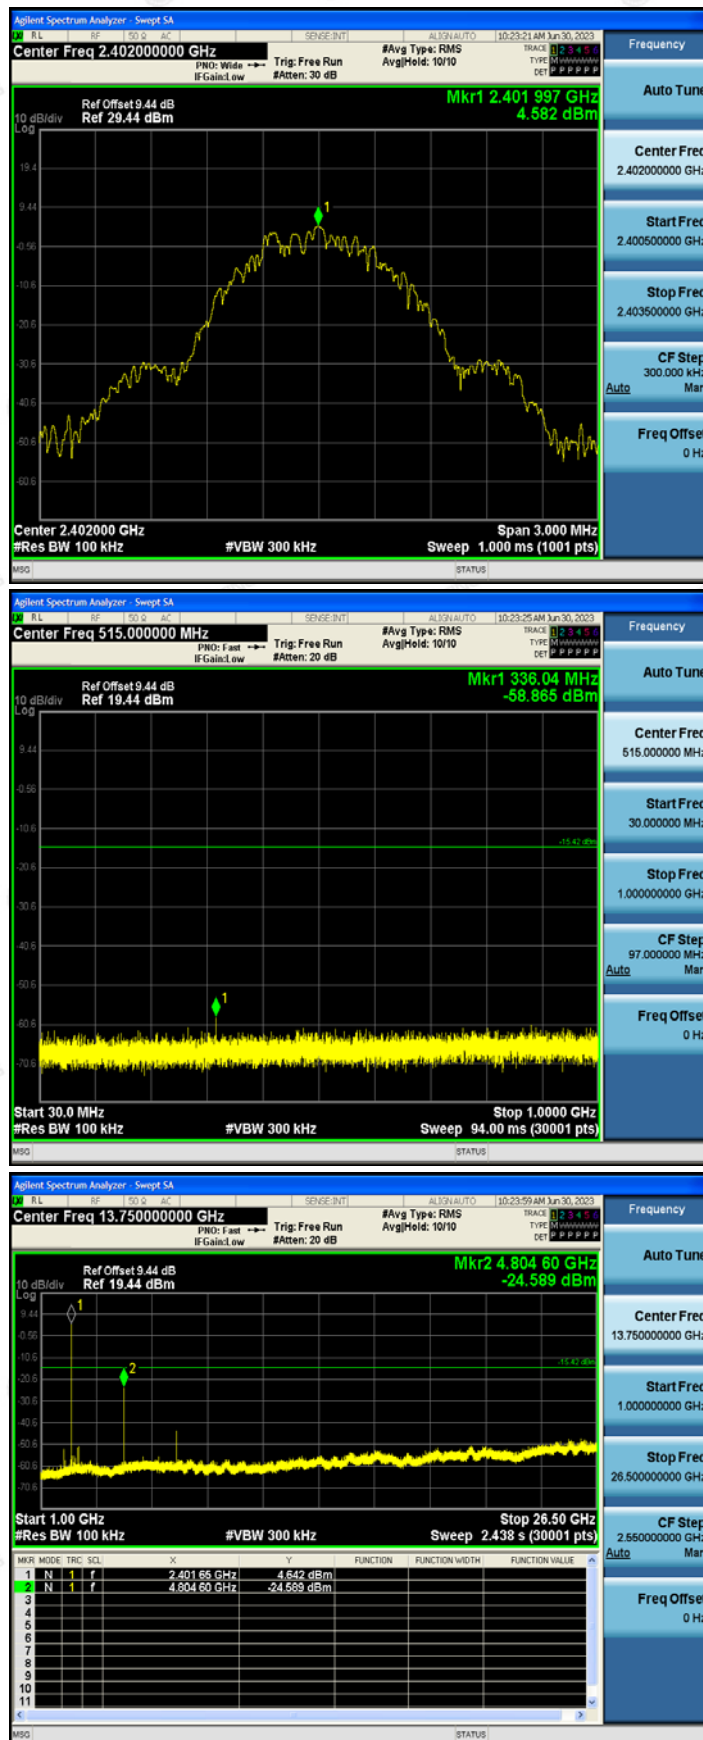 Agilent Spectrum Analyzer - Swept SA
RL RF 50 Ω AC SENSE:INT ALIGNAUTO 10:23:21 AM Jun 30, 2023
Center Freq 2.402000000 GHz #Avg Type: RMS TRACE 1 2 3 4 5 6
PNO: Wide Trig: Free Run Avg|Hold: 10/10 TYPE M
IFGain:Low #Atten: 30 dB DET P P P P P P
Frequency
Auto Tune
Mkr1 2.401 997 GHz
Ref Offset 9.44 dB
10 dB/div Ref 29.44 dBm 4.582 dBm
Log
19.4
9.44
-0.56
-10.6
-20.6
-30.6
-40.6
-50.6
-60.6
1
Center Freq
2.402000000 GHz
Start Freq
2.400500000 GHz
Stop Freq
2.403500000 GHz
CF Step
300.000 kHz
Auto Man
Freq Offset
0 Hz
Center 2.402000 GHz Span 3.000 MHz
#Res BW 100 kHz #VBW 300 kHz Sweep 1.000 ms (1001 pts)
MSG STATUS
Agilent Spectrum Analyzer - Swept SA
RL RF 50 Ω AC SENSE:INT ALIGNAUTO 10:23:25 AM Jun 30, 2023
Center Freq 515.000000 MHz #Avg Type: RMS TRACE 1 2 3 4 5 6
PNO: Fast Trig: Free Run Avg|Hold: 10/10 TYPE M
IFGain:Low #Atten: 20 dB DET P P P P P P
Frequency
Auto Tune
Mkr1 336.04 MHz
Ref Offset 9.44 dB
10 dB/div Ref 19.44 dBm -58.865 dBm
Log
9.44
-0.56
-10.6
-20.6
-30.6
-40.6
-50.6
-60.6
-70.6
-15.42 dBm
1
Center Freq
515.000000 MHz
Start Freq
30.000000 MHz
Stop Freq
1.000000000 GHz
CF Step
97.000000 MHz
Auto Man
Freq Offset
0 Hz
Start 30.0 MHz Stop 1.0000 GHz
#Res BW 100 kHz #VBW 300 kHz Sweep 94.00 ms (30001 pts)
MSG STATUS
Agilent Spectrum Analyzer - Swept SA
RL RF 50 Ω AC SENSE:INT ALIGNAUTO 10:23:59 AM Jun 30, 2023
Center Freq 13.750000000 GHz #Avg Type: RMS TRACE 1 2 3 4 5 6
PNO: Fast Trig: Free Run Avg|Hold: 10/10 TYPE M
IFGain:Low #Atten: 20 dB DET P P P P P P
Frequency
Auto Tune
Mkr2 4.804 60 GHz
Ref Offset 9.44 dB
10 dB/div Ref 19.44 dBm -24.589 dBm
Log
9.44
-0.56
-10.6
-20.6
-30.6
-40.6
-50.6
-60.6
-70.6
1
2
-15.42 dBm
Center Freq
13.750000000 GHz
Start Freq
1.000000000 GHz
Stop Freq
26.500000000 GHz
CF Step
2.550000000 GHz
Auto Man
Freq Offset
0 Hz
Start 1.00 GHz Stop 26.50 GHz
#Res BW 100 kHz #VBW 300 kHz Sweep 2.438 s (30001 pts)
MKR MODE TRC SCL X Y FUNCTION FUNCTION WIDTH FUNCTION VALUE
1 N 1 f 2.401 65 GHz 4.642 dBm
2 N 1 f 4.804 60 GHz -24.589 dBm
3
4
5
6
7
8
9
10
11
MSG STATUS